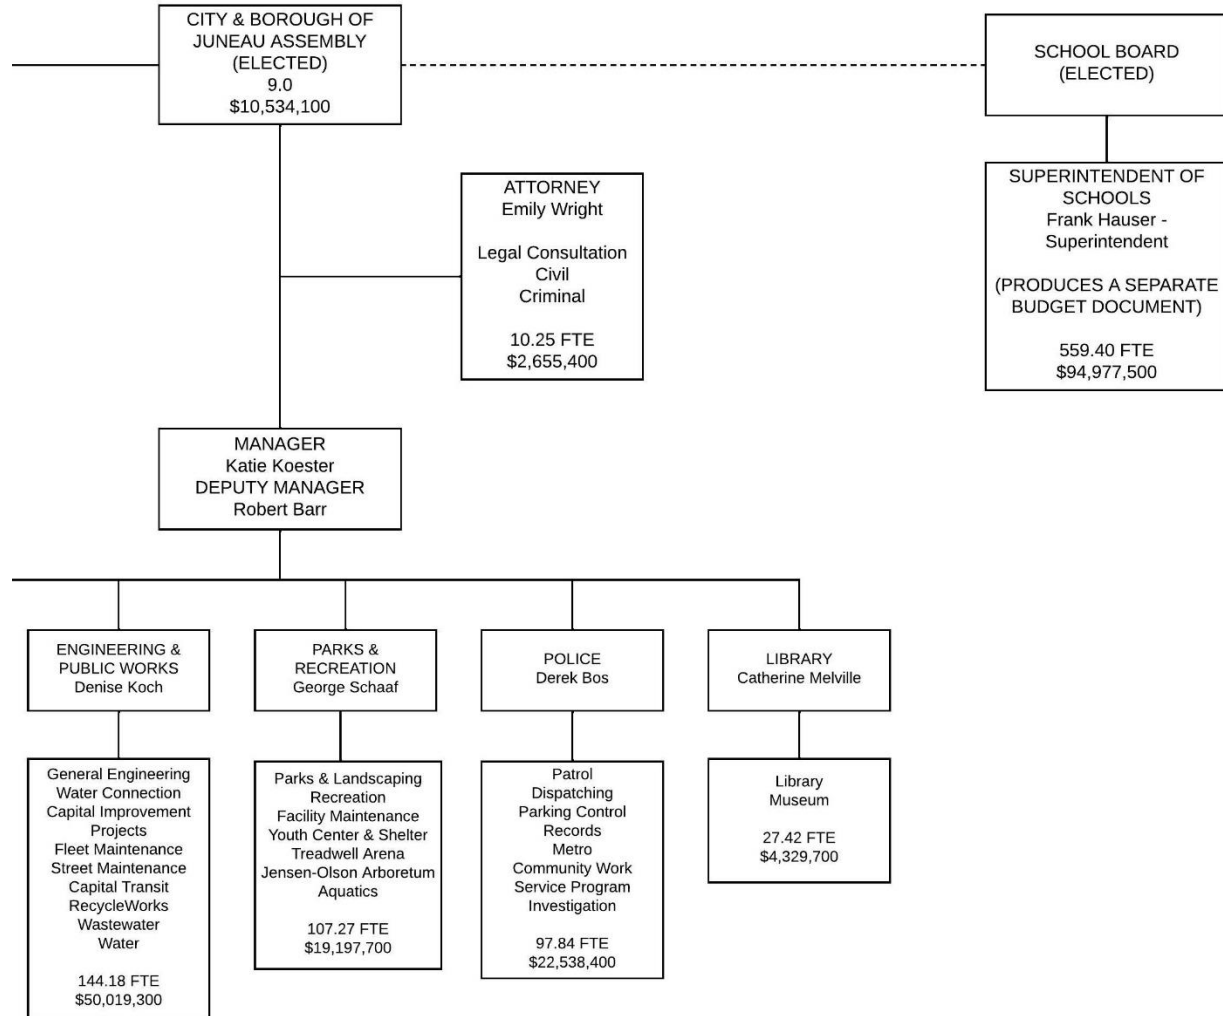 CITY & BOROUGH OF
JUNEAU ASSEMBLY
(ELECTED)
9.0
$10,534,100
SCHOOL BOARD
(ELECTED)
ATTORNEY
Emily Wright
Legal Consultation
Civil
Criminal
10.25 FTE
$2,655,400
SUPERINTENDENT OF
SCHOOLS
Frank Hauser -
Superintendent
(PRODUCES A SEPARATE
BUDGET DOCUMENT)
559.40 FTE
$94,977,500
MANAGER
Katie Koester
DEPUTY MANAGER
Robert Barr
ENGINEERING &
PUBLIC WORKS
Denise Koch
PARKS &
RECREATION
George Schaaf
POLICE
Derek Bos
LIBRARY
Catherine Melville
General Engineering
Water Connection
Capital Improvement
Projects
Fleet Maintenance
Street Maintenance
Capital Transit
RecycleWorks
Wastewater
Water
144.18 FTE
$50,019,300
Parks & Landscaping
Recreation
Facility Maintenance
Youth Center & Shelter
Treadwell Arena
Jensen-Olson Arboretum
Aquatics
107.27 FTE
$19,197,700
Patrol
Dispatching
Parking Control
Records
Metro
Community Work
Service Program
Investigation
97.84 FTE
$22,538,400
Library
Museum
27.42 FTE
$4,329,700